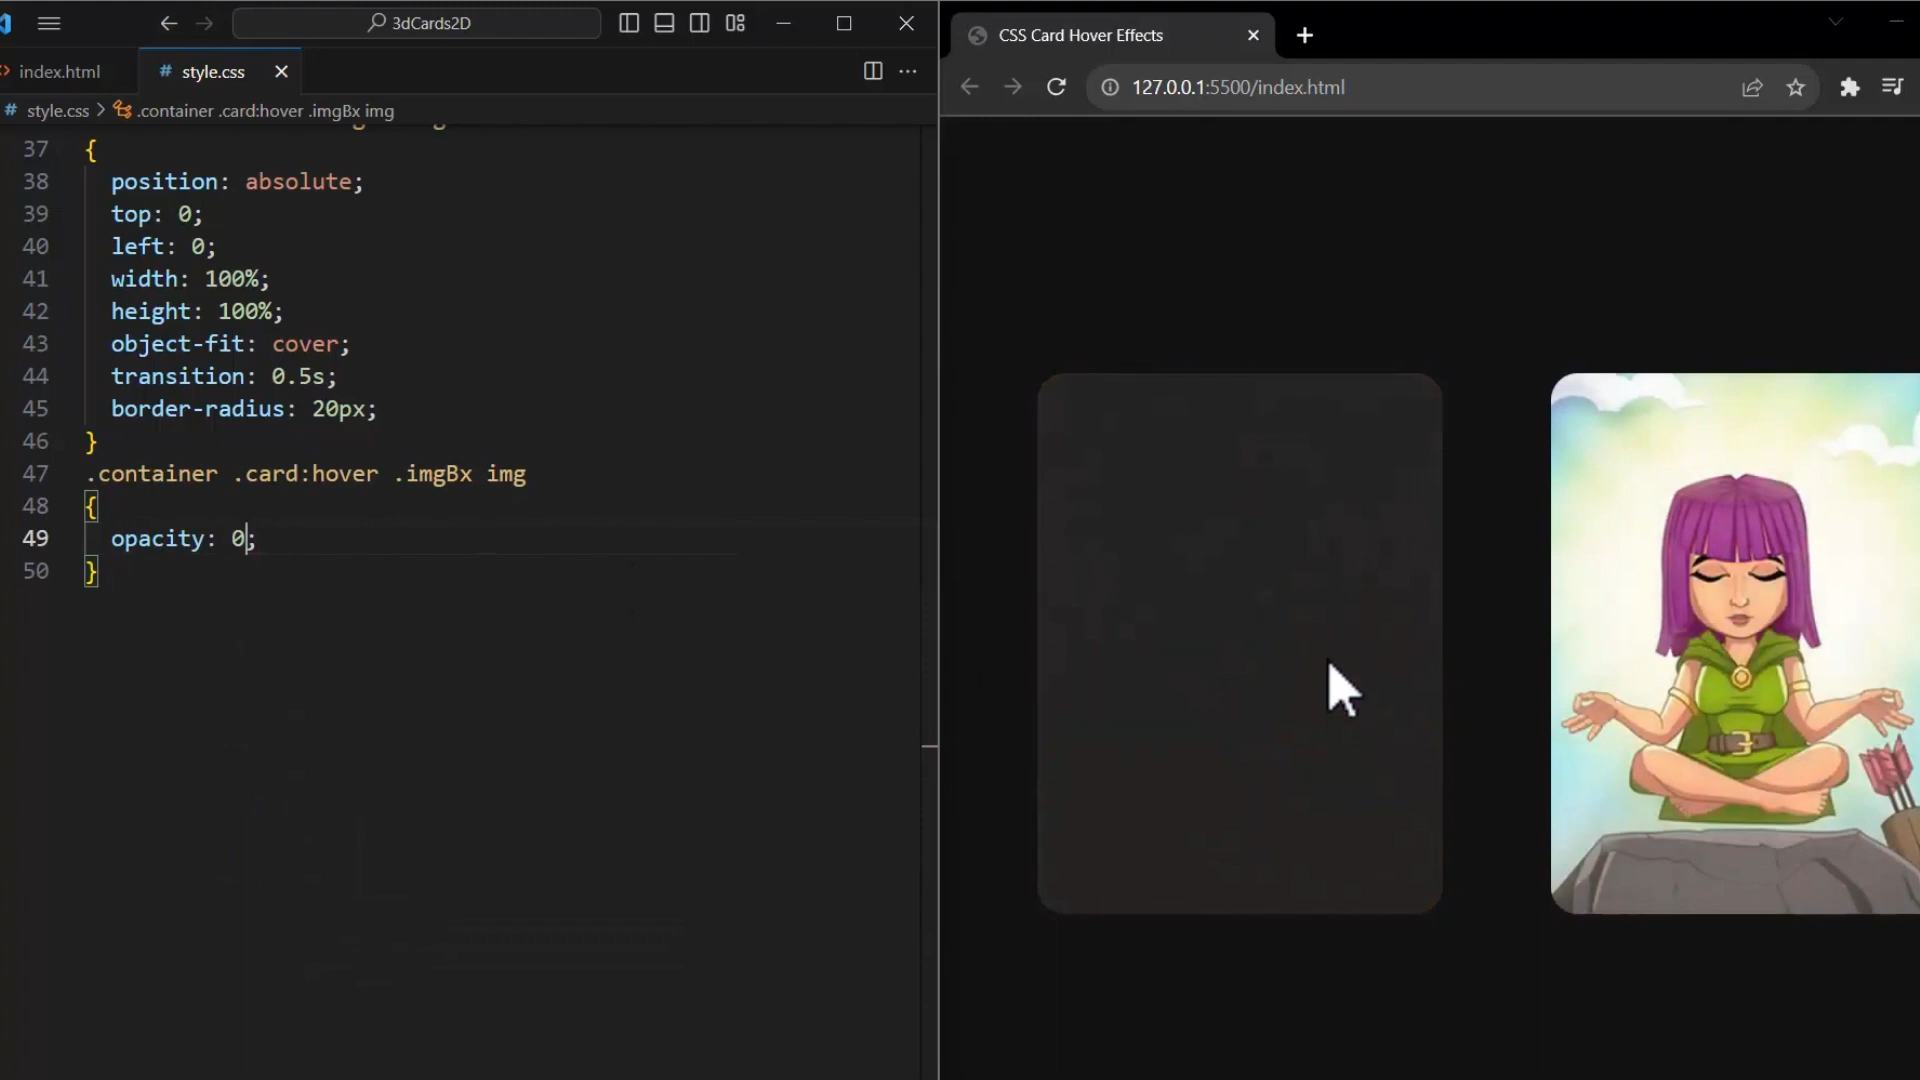 3dCards2D
index.html
# style.css
# style.css > .container .card:hover .imgBx img
37 {
38 position: absolute;
39 top: 0;
40 left: 0;
41 width: 100%;
42 height: 100%;
43 object-fit: cover;
44 transition: 0.5s;
45 border-radius: 20px;
46 }
47 .container .card:hover .imgBx img
48 {
49 opacity: 0;
50 }
CSS Card Hover Effects
127.0.0.1:5500/index.html